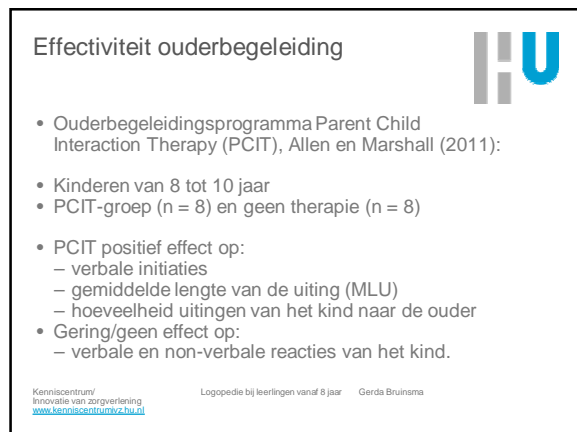 Effectiviteit ouderbegeleiding
HU
• Ouderbegeleidingsprogramma Parent Child
Interaction Therapy (PCIT), Allen en Marshall (2011):
• Kinderen van 8 tot 10 jaar
• PCIT-groep (n = 8) en geen therapie (n = 8)
• PCIT positief effect op:
– verbale initiaties
– gemiddelde lengte van de uiting (MLU)
– hoeveelheid uitingen van het kind naar de ouder
• Gering/geen effect op:
– verbale en non-verbale reacties van het kind.
Kenniscentrum/
Innovatie van zorgverlening
www.kenniscentrumivz.hu.nl
Logopedie bij leerlingen vanaf 8 jaar Gerda Bruinsma